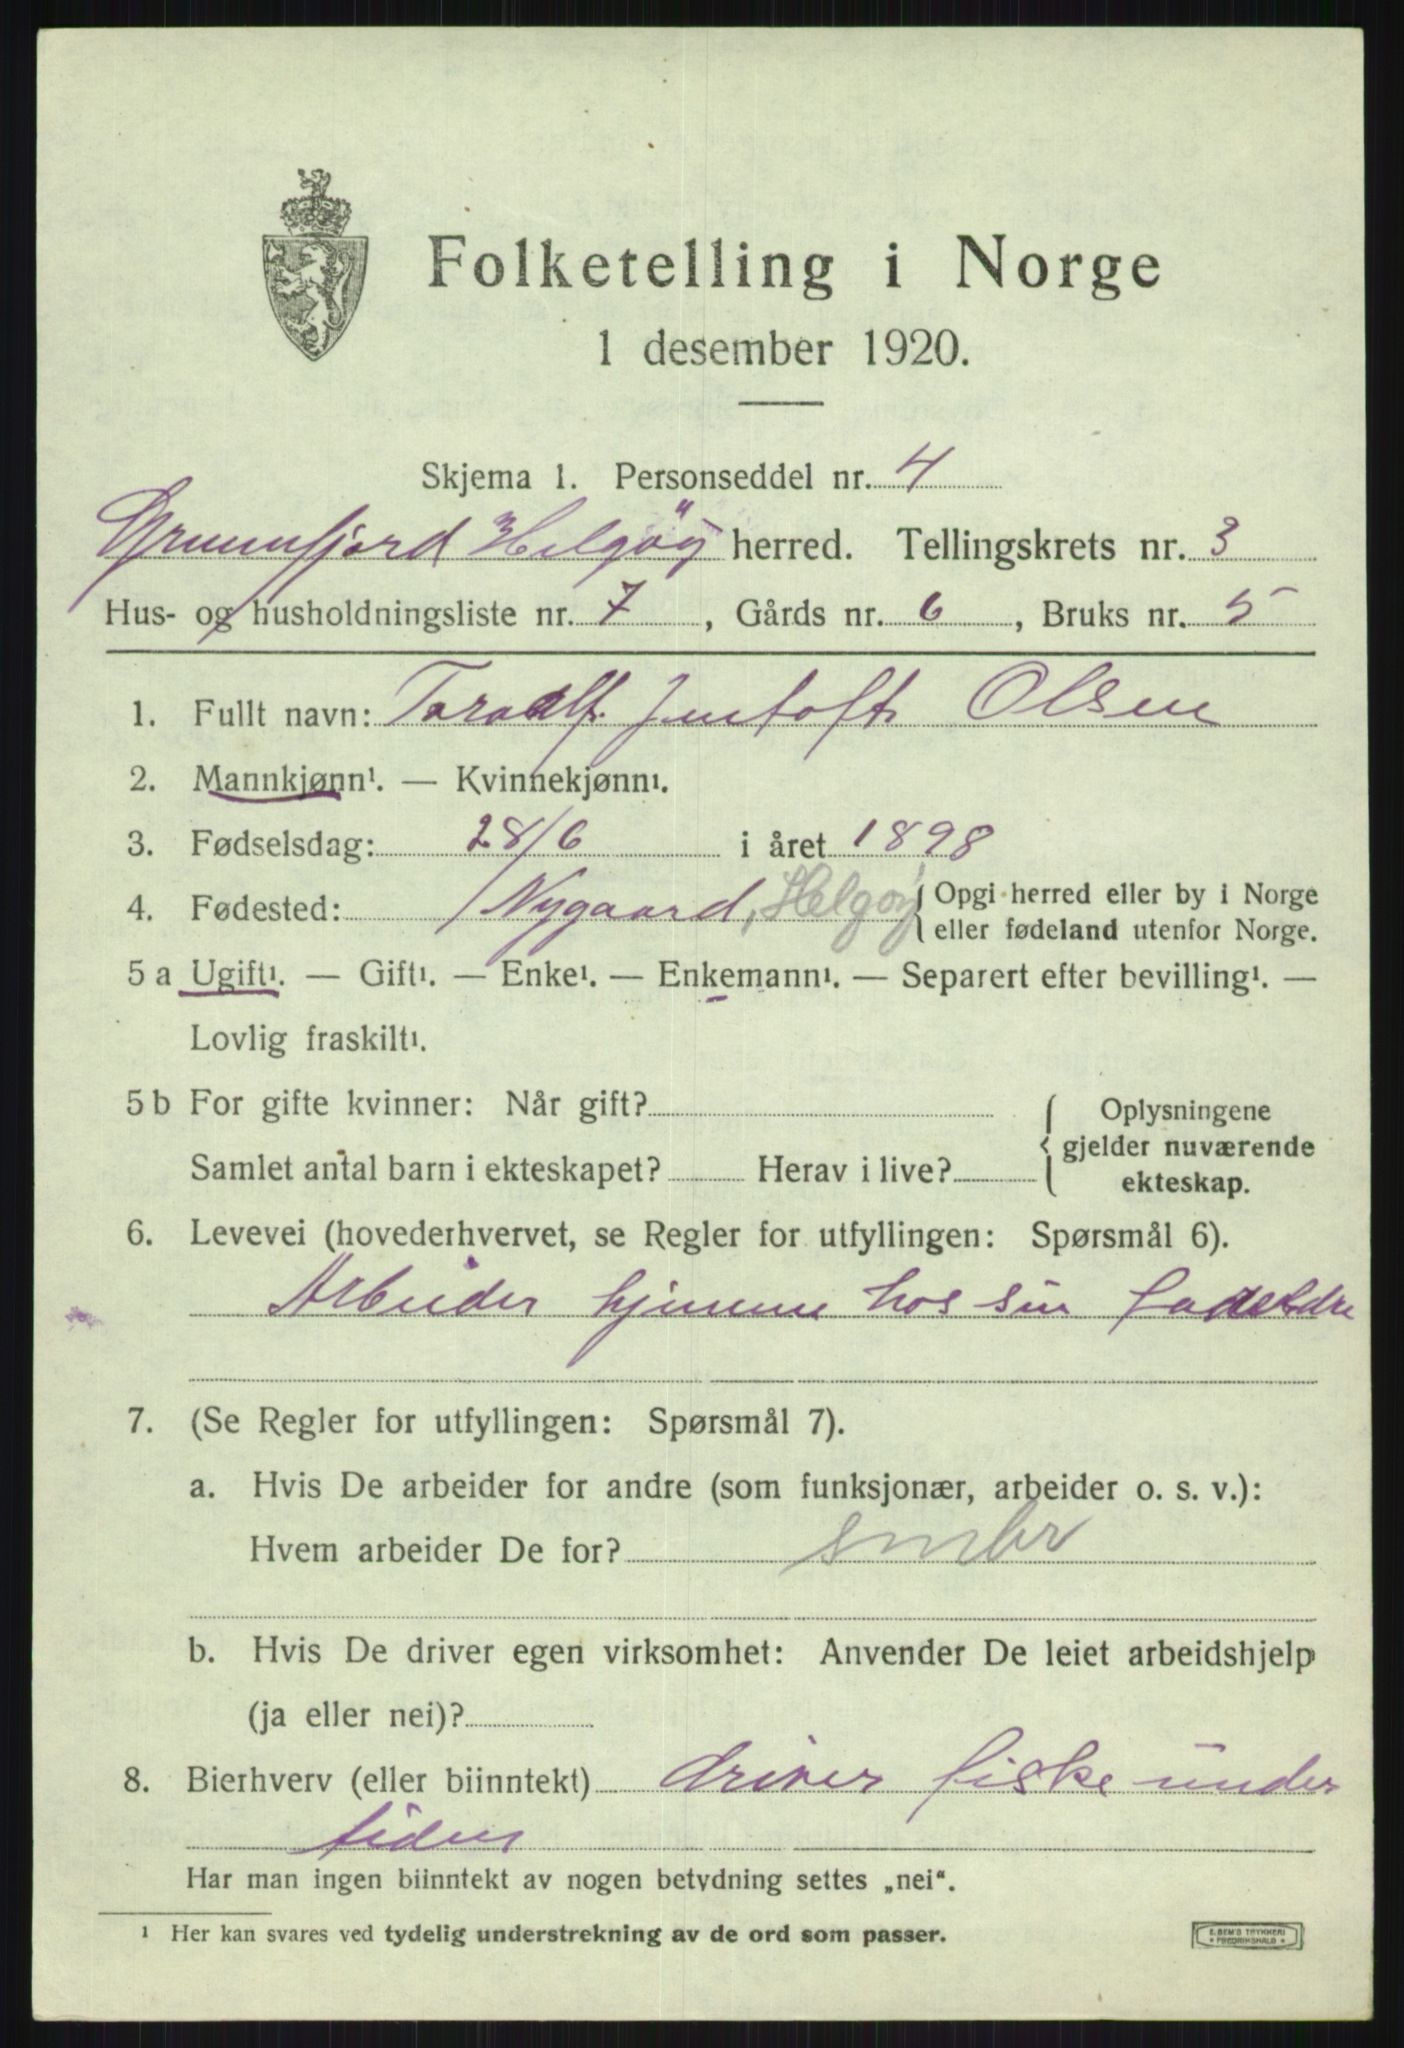 Folketelling i Norge
1 desember 1920.
Skjema 1. Personseddel nr. 4
Grunnfjord Helgöy herred. Tellingskrets nr. 3
Hus- og husholdningsliste nr. 7, Gårds nr. 6, Bruks nr. 5
1. Fullt navn: Olsen
2. Mannkjønn¹. — Kvinnekjønn¹.
3. Fødselsdag: 28/6 i året 1898
4. Fødested: Nygaard, Helgøy { Opgi herred eller by i Norge
eller fødeland utenfor Norge.
5 a Ugift¹. — Gift¹. — Enke¹. — Enkemann¹. — Separert efter bevilling¹. —
Lovlig fraskilt¹.
5 b For gifte kvinner: Når gift?
Samlet antal barn i ekteskapet? Herav i live?
{ Oplysningene
gjelder nuværende
ekteskap.
6. Levevei (hovederhvervet, se Regler for utfyllingen: Spørsmål 6).
Arbeider hjemme hos sin
7. (Se Regler for utfyllingen: Spørsmål 7).
a. Hvis De arbeider for andre (som funksjonær, arbeider o. s. v.):
Hvem arbeider De for? smbr
b. Hvis De driver egen virksomhet: Anvender De leiet arbeidshjelp
(ja eller nei)?
8. Bierhverv (eller biinntekt) driver fiske under
tiden
Har man ingen biinntekt av nogen betydning settes „nei“.
¹ Her kan svares ved tydelig understrekning av de ord som passer.
E. SEM'S TRYKKERI
* FREDRIKSHALD *